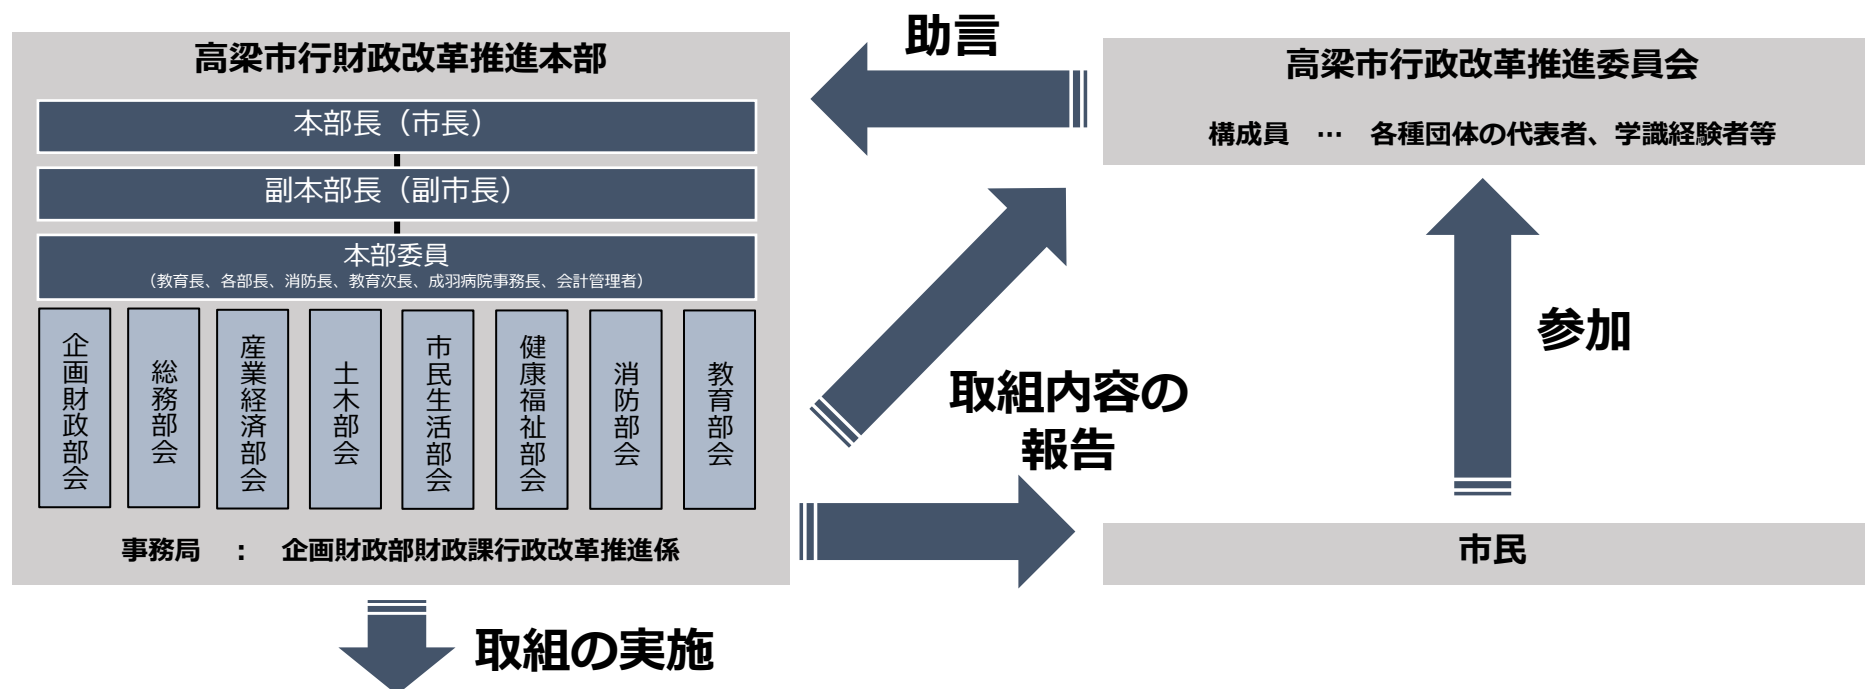 高梁市行財政改革推進本部
本部長（市長）
副本部長（副市長）
本部委員
（教育長、各部長、消防長、教育次長、成羽病院事務長、会計管理者）
企画財政部会
総務部会
産業経済部会
土木部会
市民生活部会
健康福祉部会
消防部会
教育部会
事務局　：　企画財政部財政課行政改革推進係
助言
高梁市行政改革推進委員会
構成員　…　各種団体の代表者、学識経験者等
取組内容の
報告
参加
市民
取組の実施